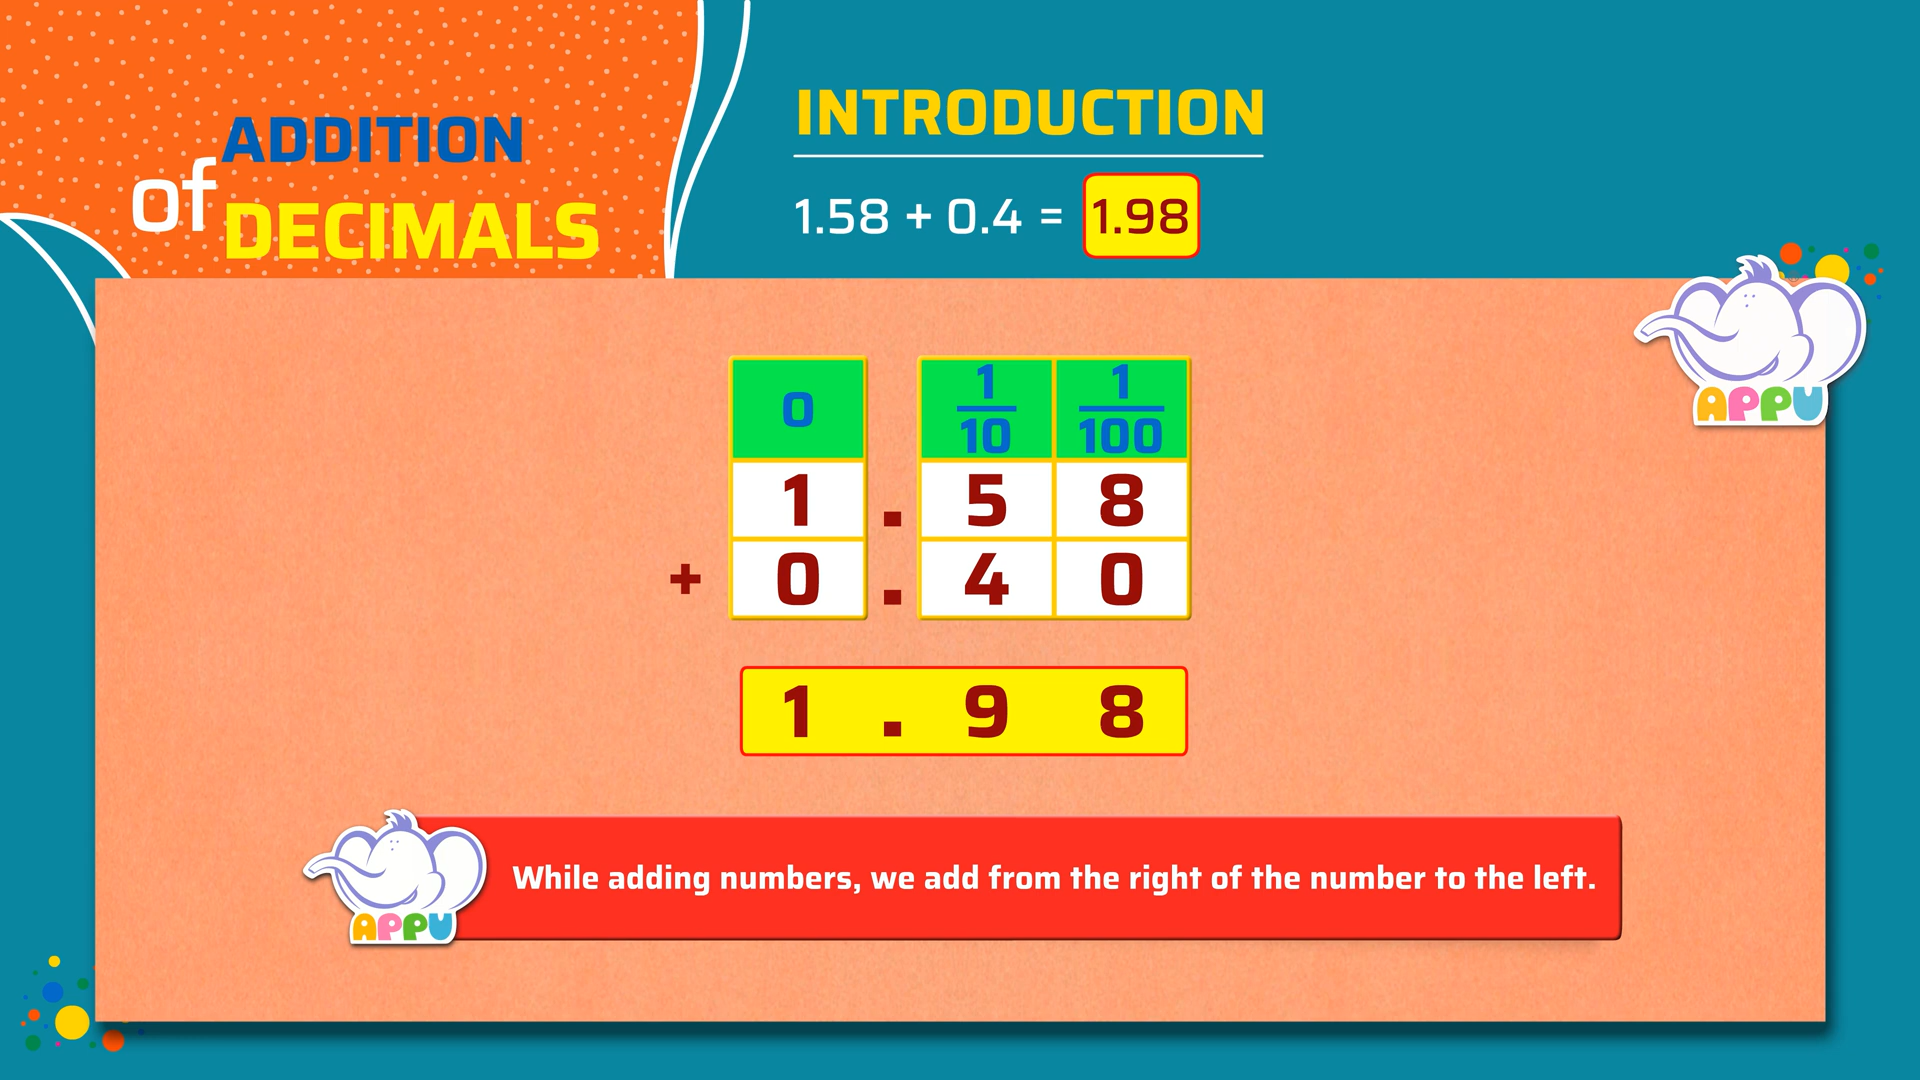 ADDITION
of DECIMALS
INTRODUCTION
1.58 + 0.4 = 1.98
APPU
0 1/10 1/100
1 . 5 8
+ 0 . 4 0
1 . 9 8
While adding numbers, we add from the right of the number to the left.
APPU